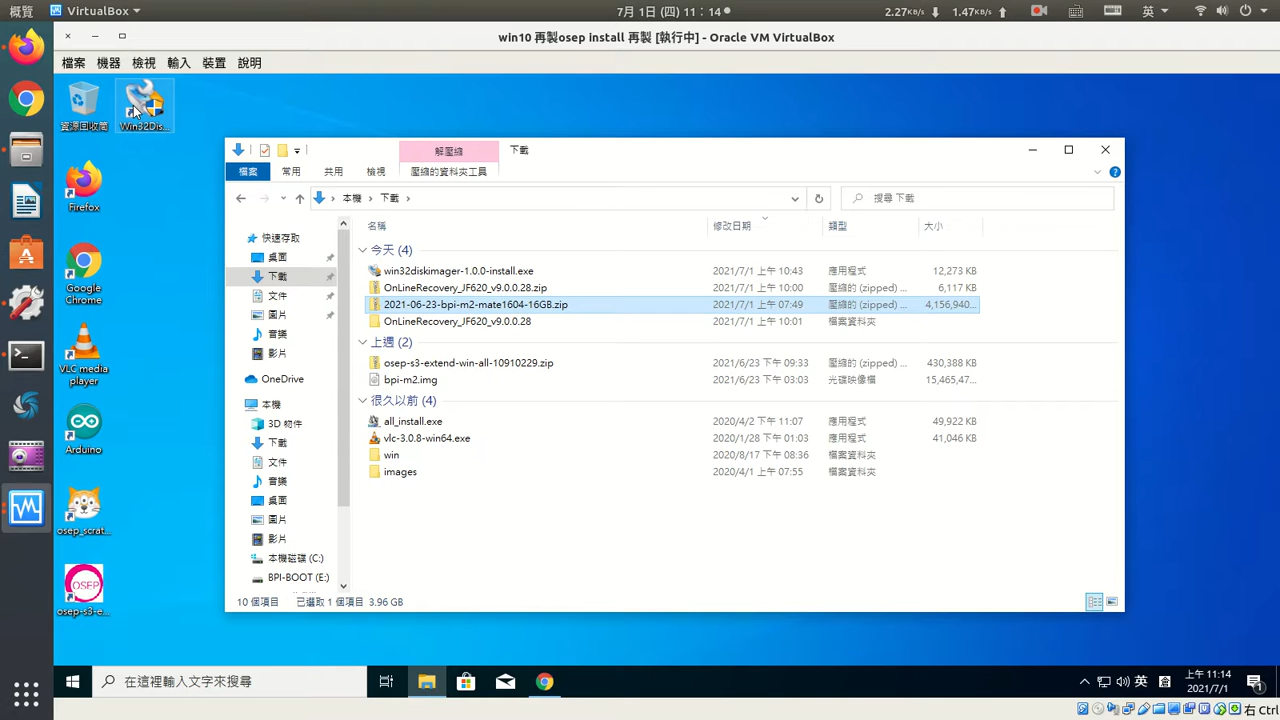 概覽 VirtualBox 7月 1日 (四) 11：14 2.27KB/s 1.47KB/s 英
win10 再製osep install 再製 [執行中] - Oracle VM VirtualBox
檔案 機器 檢視 輸入 裝置 說明
資源回收筒 Win32Dis...
Firefox
Google
Chrome
VLC media
player
Arduino
osep_scrat...
OSEP
osep-s3-e...
解壓縮 下載
檔案 常用 共用 檢視 壓縮的資料夾工具
本機 下載 搜尋 下載
快速存取
桌面
下載
文件
圖片
音樂
影片
OneDrive
本機
3D 物件
下載
文件
音樂
桌面
圖片
影片
本機磁碟 (C:)
BPI-BOOT (E:)
名稱 修改日期 類型 大小
今天 (4)
win32diskimager-1.0.0-install.exe 2021/7/1 上午 10:43 應用程式 12,273 KB
OnLineRecovery_JF620_v9.0.0.28.zip 2021/7/1 上午 10:00 壓縮的 (zipped) ... 6,117 KB
2021-06-23-bpi-m2-mate1604-16GB.zip 2021/7/1 上午 07:49 壓縮的 (zipped) ... 4,156,940...
OnLineRecovery_JF620_v9.0.0.28 2021/7/1 上午 10:01 檔案資料夾
上週 (2)
osep-s3-extend-win-all-10910229.zip 2021/6/23 下午 09:33 壓縮的 (zipped) ... 430,388 KB
bpi-m2.img 2021/6/23 下午 03:03 光碟映像檔 15,465,47...
很久以前 (4)
all_install.exe 2020/4/2 下午 11:07 應用程式 49,922 KB
vlc-3.0.8-win64.exe 2020/1/28 上午 01:03 應用程式 41,046 KB
win 2020/8/17 上午 08:36 檔案資料夾
images 2020/4/1 上午 07:55 檔案資料夾
10 個項目 已選取 1 個項目 3.96 GB
在這裡輸入文字來搜尋 英 上午 11:14
2021/7/1
右 Ctrl